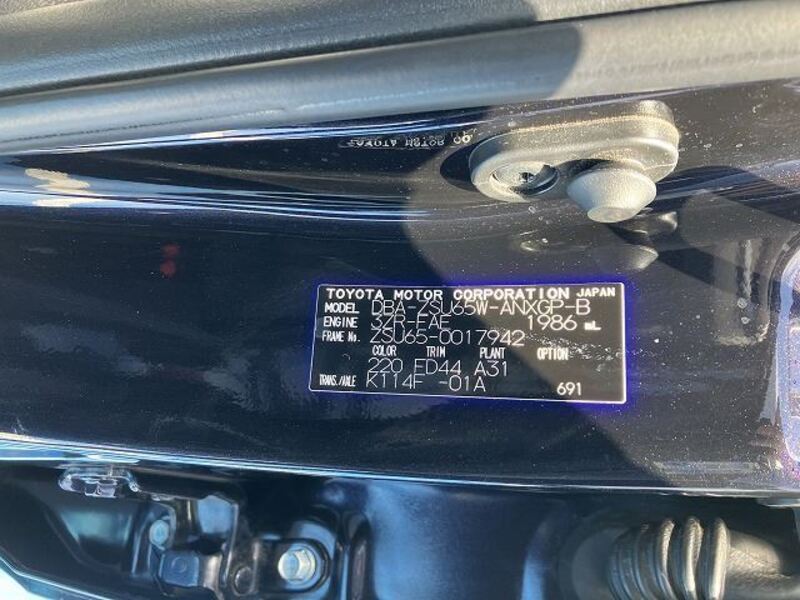 TOYOTA MOTOR CORPORATION JAPAN
MODEL DBA-ZSU65W-ANXGP-B
ENGINE 3ZR-FAE 1986 mL
FRAME No. ZSU65-0017942
COLOR TRIM PLANT OPTION
220 ED44 A31
TRANS./AXLE K114F -01A
691